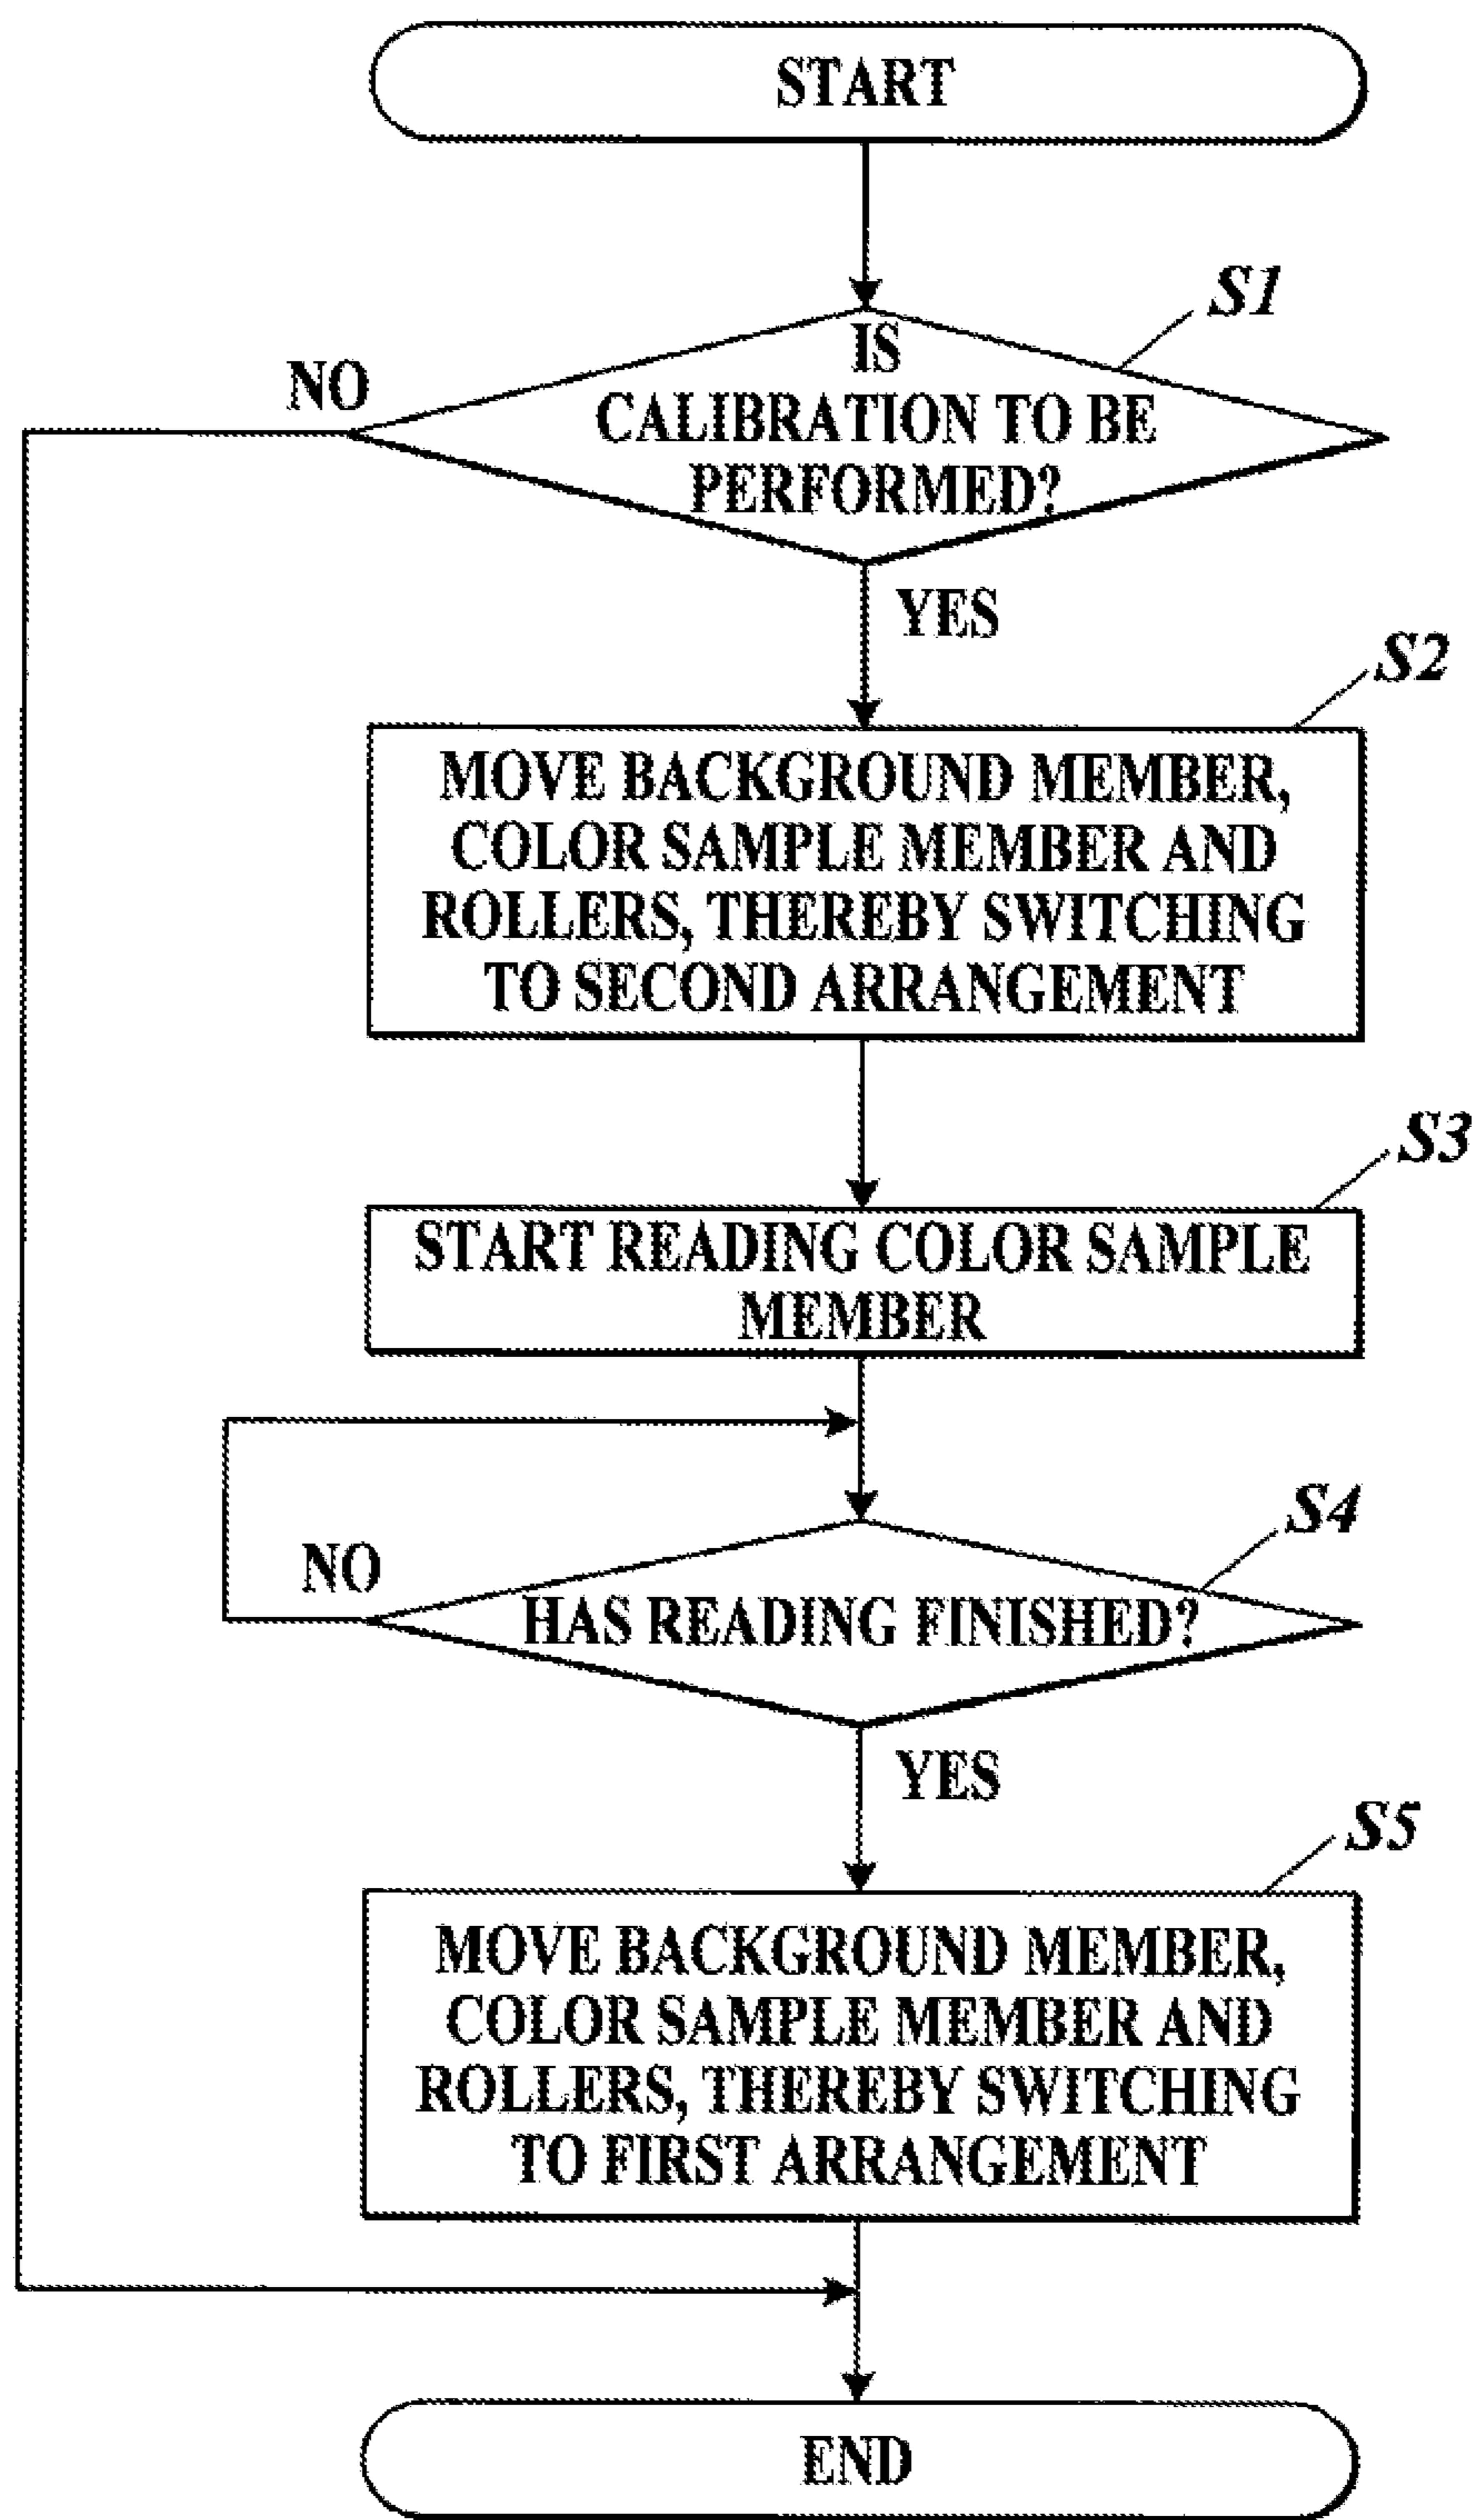 START
S1
IS
NO
CALIBRATION TO BE
PERFORMED?
YES
S2
MOVE BACKGROUND MEMBER,
COLOR SAMPLE MEMBER AND
ROLLERS, THEREBY SWITCHING
TO SECOND ARRANGEMENT
S3
START READING COLOR SAMPLE
MEMBER
S4
NO
HAS READING FINISHED?
YES
S5
MOVE BACKGROUND MEMBER,
COLOR SAMPLE MEMBER AND
ROLLERS, THEREBY SWITCHING
TO FIRST ARRANGEMENT
END